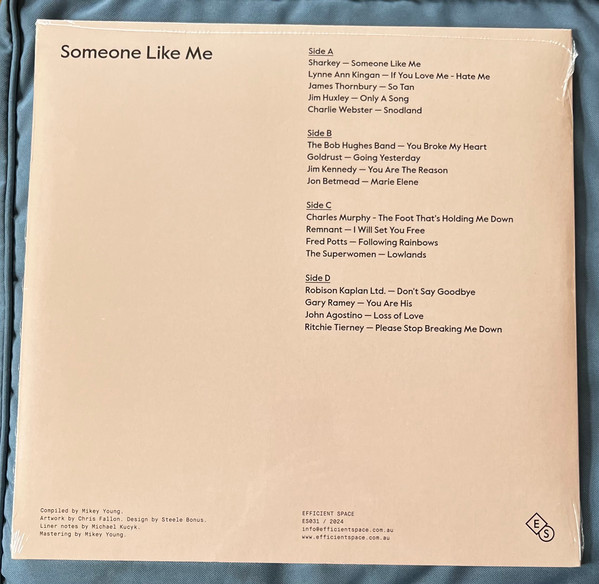 Someone Like Me
Side A
Sharkey — Someone Like Me
Lynne Ann Kingan — If You Love Me - Hate Me
James Thornbury — So Tan
Jim Huxley — Only A Song
Charlie Webster — Snodland
Side B
The Bob Hughes Band — You Broke My Heart
Goldrust — Going Yesterday
Jim Kennedy — You Are The Reason
Jon Betmead — Marie Elene
Side C
Charles Murphy - The Foot That's Holding Me Down
Remnant — I Will Set You Free
Fred Potts — Following Rainbows
The Superwomen — Lowlands
Side D
Robison Kaplan Ltd. — Don't Say Goodbye
Gary Ramey — You Are His
John Agostino — Loss of Love
Ritchie Tierney — Please Stop Breaking Me Down
Compiled by Mikey Young.
Artwork by Chris Fallon. Design by Steele Bonus.
Liner notes by Michael Kucyk.
Mastering by Mikey Young.
EFFICIENT SPACE
ES031 / 2024
info@efficientspace.com.au
www.efficientspace.com.au
E
S